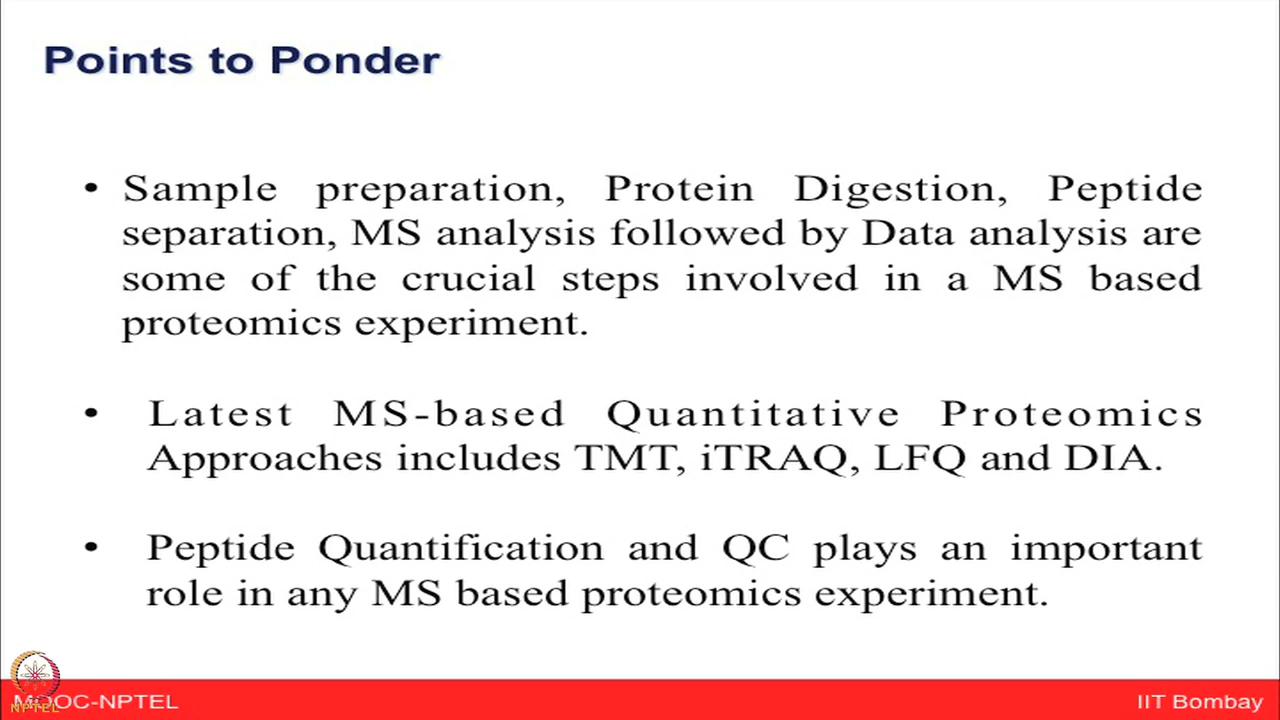 Points to Ponder
• Sample preparation, Protein Digestion, Peptide
separation, MS analysis followed by Data analysis are
some of the crucial steps involved in a MS based
proteomics experiment.
• Latest MS-based Quantitative Proteomics
Approaches includes TMT, iTRAQ, LFQ and DIA.
• Peptide Quantification and QC plays an important
role in any MS based proteomics experiment.
MOOC-NPTEL
NPTEL
IIT Bombay